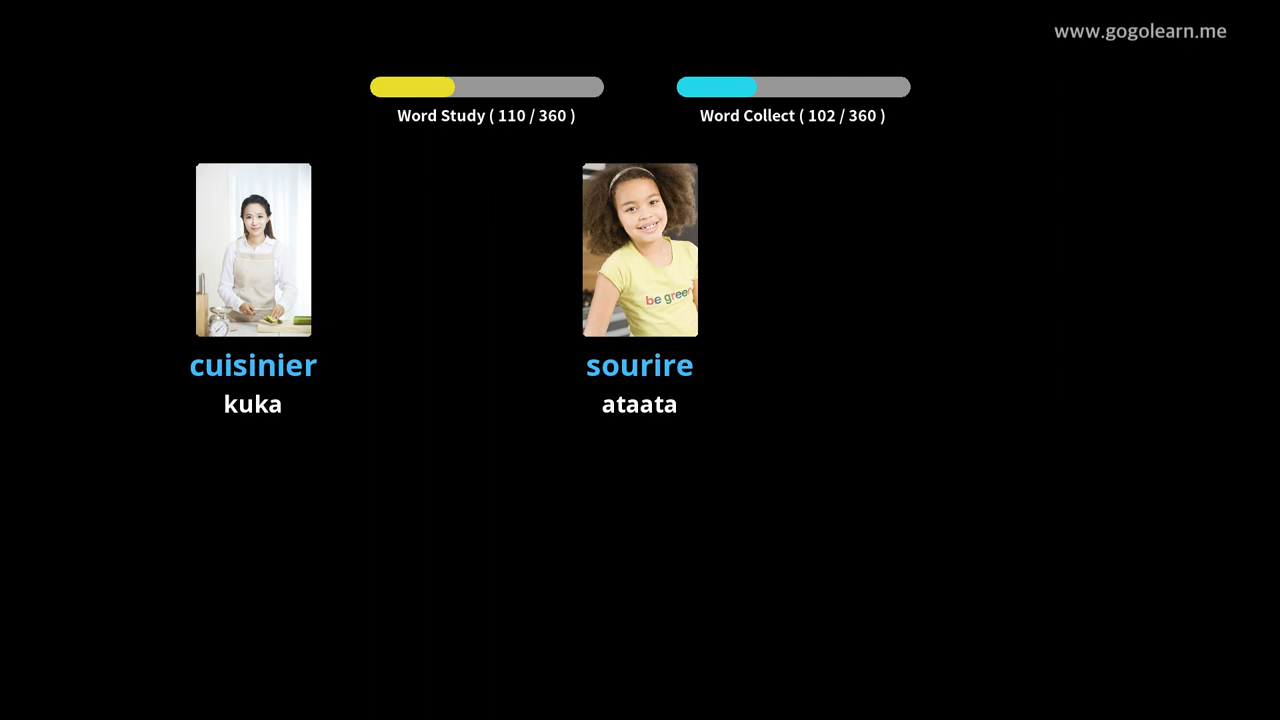 www.gogolearn.me
Word Study ( 110 / 360 )
Word Collect ( 102 / 360 )
be green
cuisinier
kuka
sourire
ataata